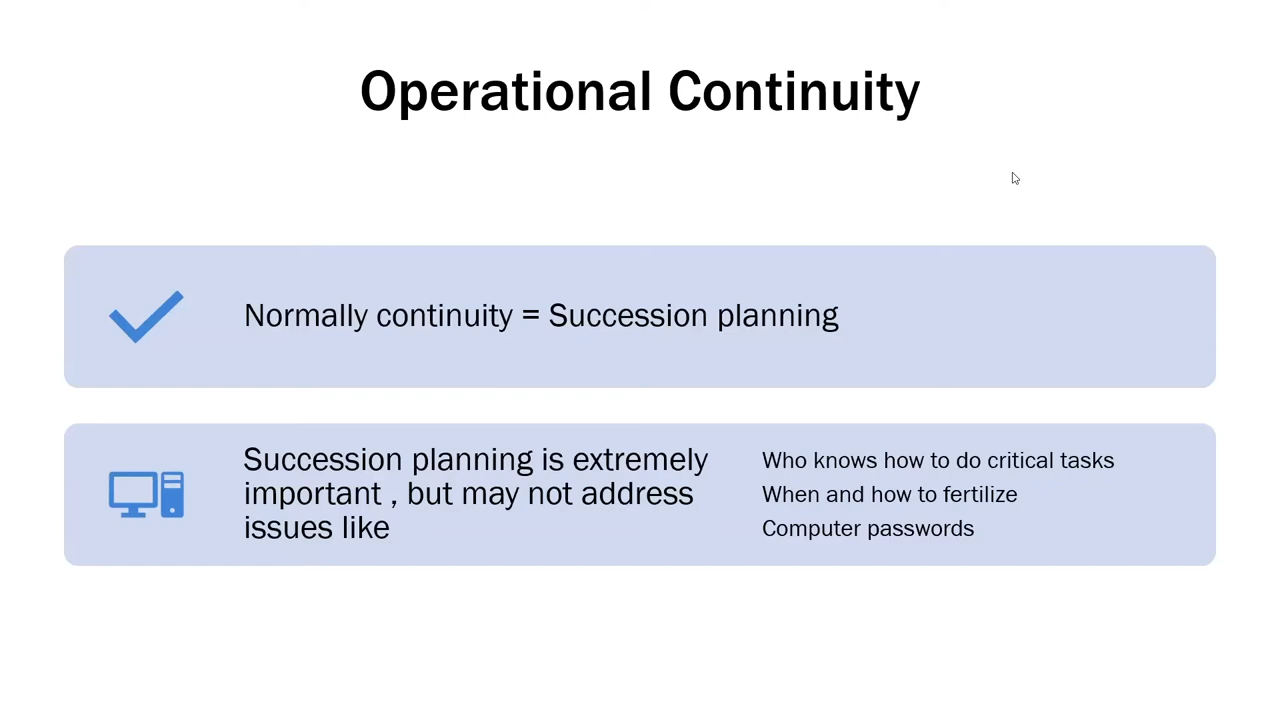 Operational Continuity
Normally continuity = Succession planning
Succession planning is extremely
important , but may not address
issues like
Who knows how to do critical tasks
When and how to fertilize
Computer passwords